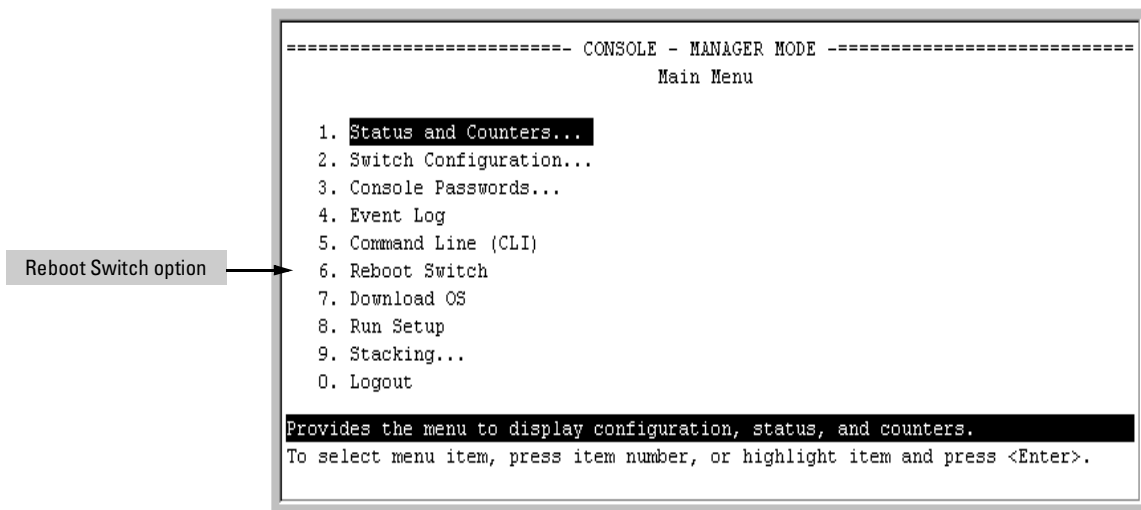 ===========================- CONSOLE - MANAGER MODE -============================
Main Menu
1. Status and Counters...
2. Switch Configuration...
3. Console Passwords...
4. Event Log
5. Command Line (CLI)
Reboot Switch option
6. Reboot Switch
7. Download OS
8. Run Setup
9. Stacking...
0. Logout
Provides the menu to display configuration, status, and counters.
To select menu item, press item number, or highlight item and press <Enter>.